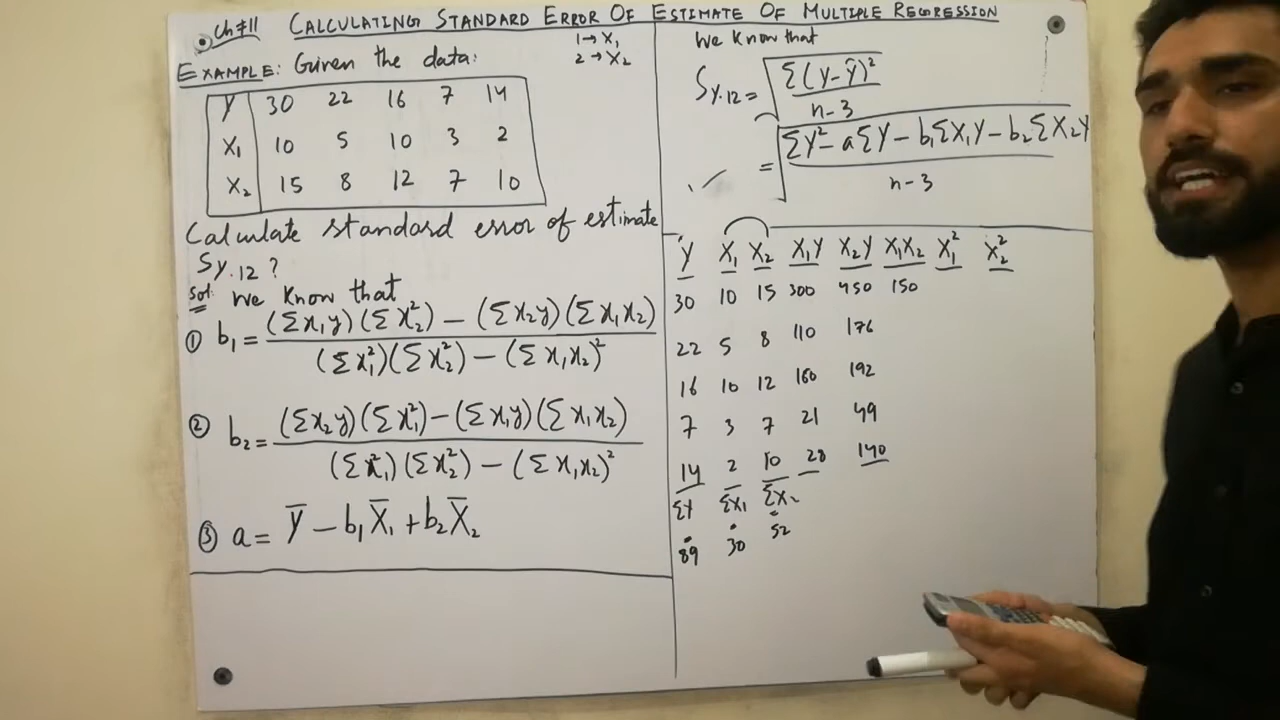 Ch#11 CALCULATING STANDARD ERROR OF ESTIMATE OF MULTIPLE REGRESSION
EXAMPLE: Given the data:
1→X₁
2→X₂
Y 30 22 16 7 14
X₁ 10 5 10 3 2
X₂ 15 8 12 7 10
Calculate standard error of estimate
Sy.12 ?
Sol: We Know that
① b₁ = (Σx₁y)(Σx₂²) − (Σx₂y)(Σx₁x₂) / (Σx₁²)(Σx₂²) − (Σx₁x₂)²
② b₂ = (Σx₂y)(Σx₁²) − (Σx₁y)(Σx₁x₂) / (Σx₁²)(Σx₂²) − (Σx₁x₂)²
③ a = Y̅ − b₁X̅₁ + b₂X̅₂
We Know that
Sy.12 = √(Σ(Y−Ŷ)² / n−3)
= √(ΣY² − aΣY − b₁ΣX₁Y − b₂ΣX₂Y / n−3)
Y X₁ X₂ X₁Y X₂Y X₁X₂ X₁² X₂²
30 10 15 300 450 150
22 5 8 110 176
16 10 12 160 192
7 3 7 21 49
14 2 10 28 140
ΣY ΣX₁ ΣX₂
89 30 52